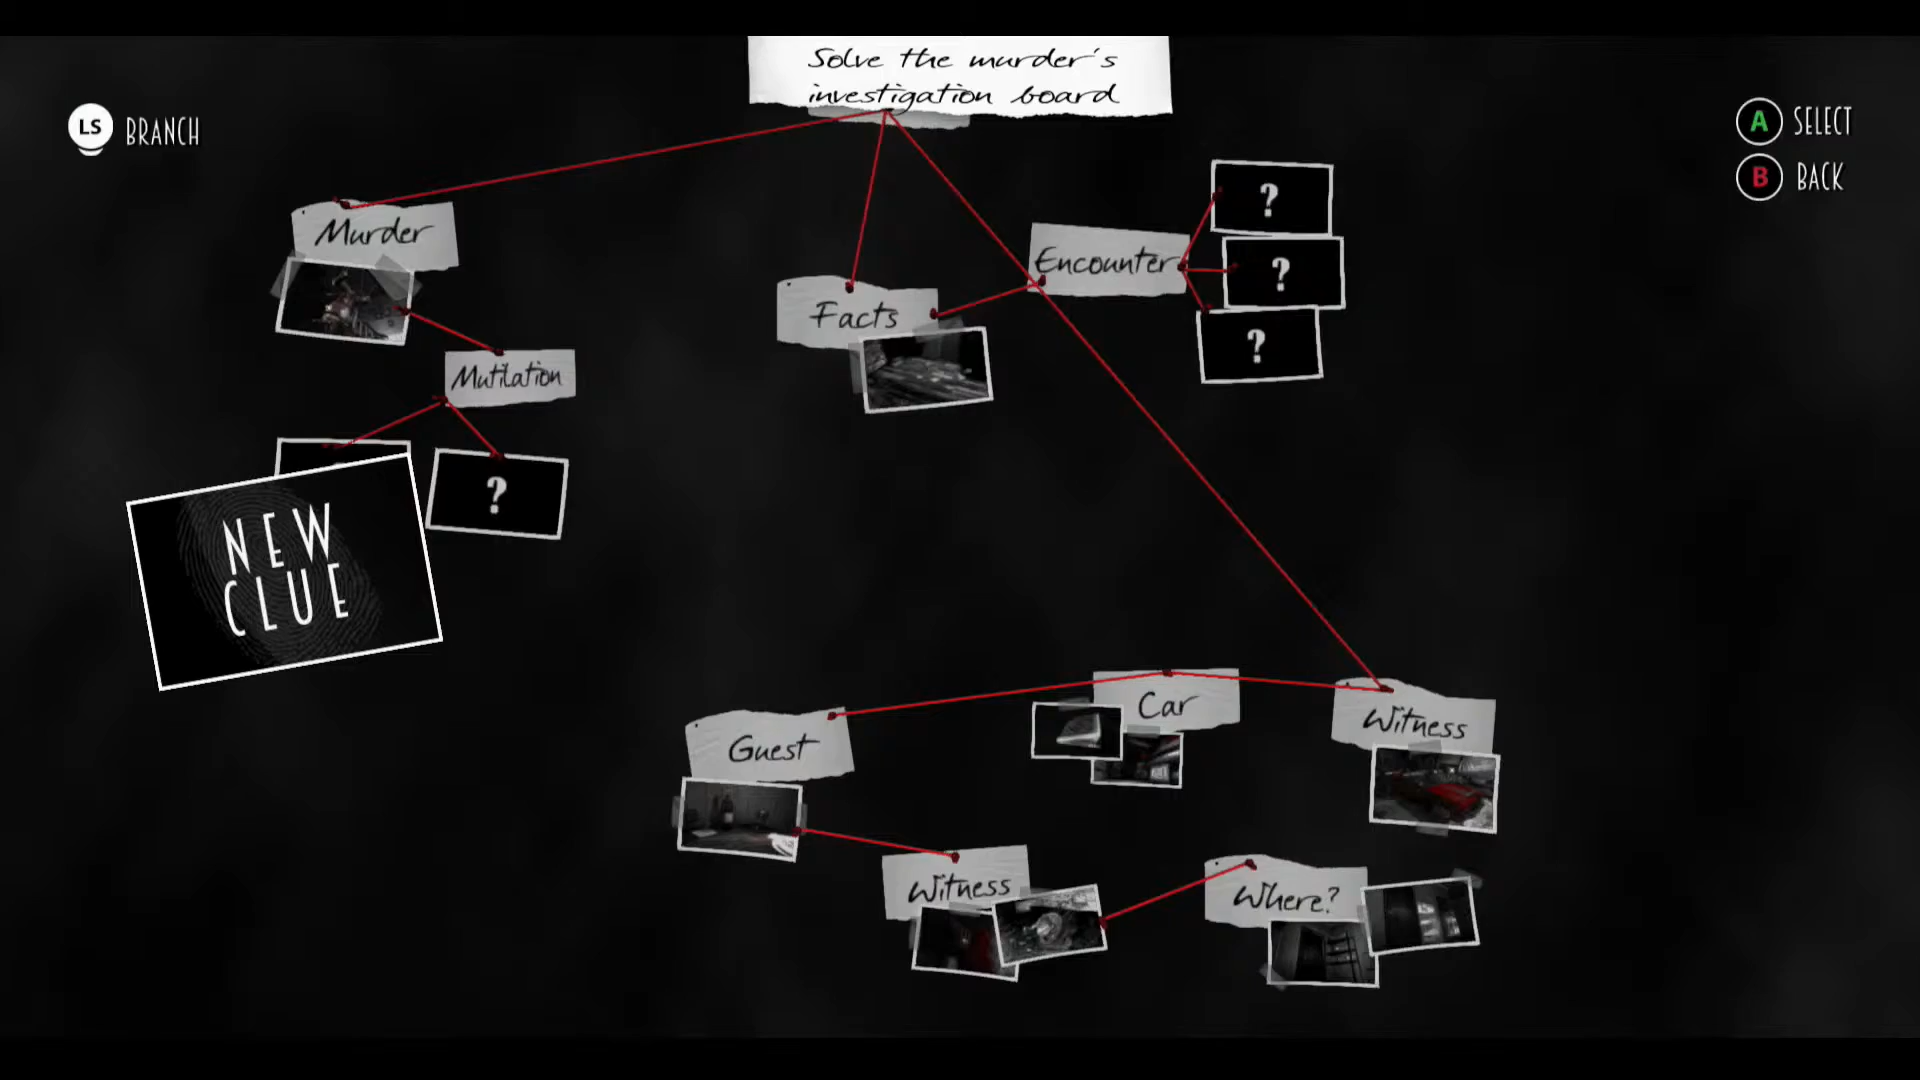 Solve the murder's
investigation board
LS BRANCH
A SELECT
B BACK
Murder
?
Encounter
?
Facts
?
Mutilation
?
NEW
CLUE
Car
Witness
Guest
Witness
Where?